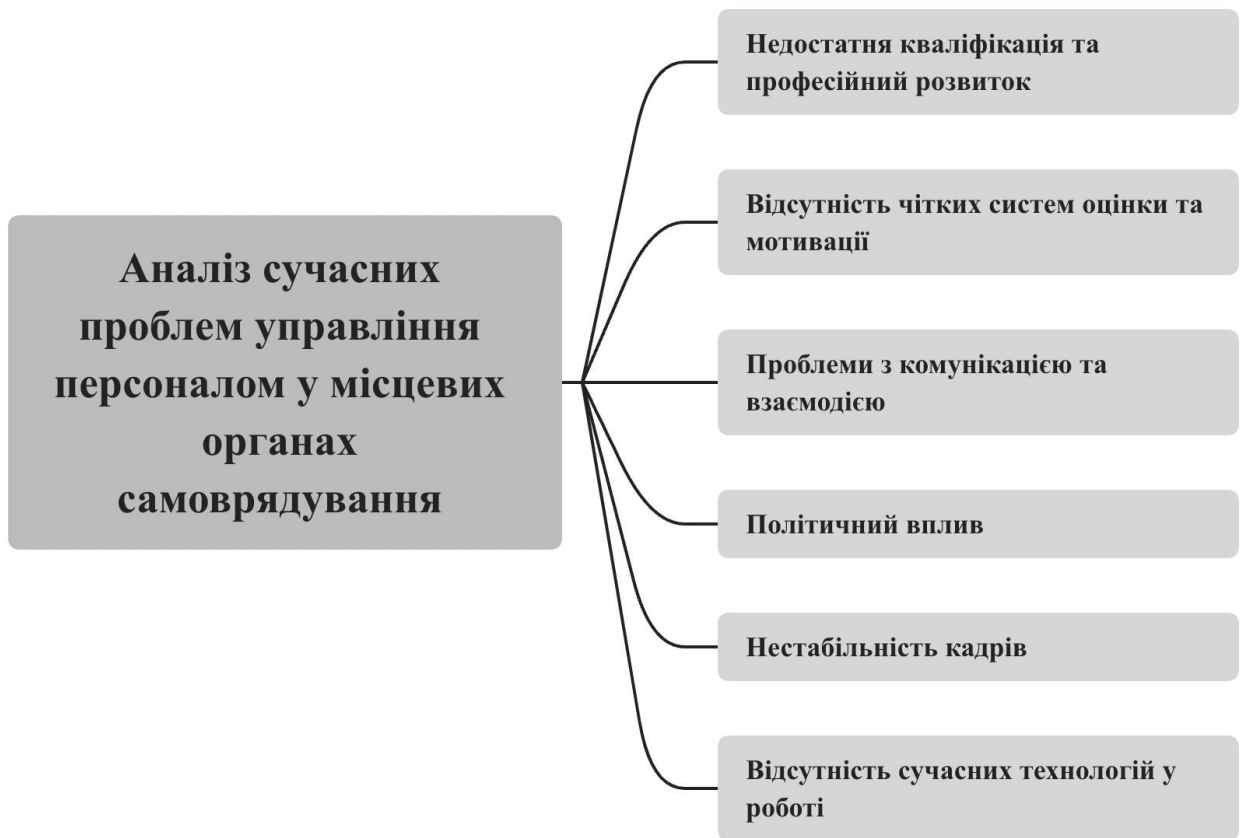 Аналіз сучасних
проблем управління
персоналом у місцевих
органах
самоврядування
Недостатня кваліфікація та
професійний розвиток
Відсутність чітких систем оцінки та
мотивації
Проблеми з комунікацією та
взаємодією
Політичний вплив
Нестабільність кадрів
Відсутність сучасних технологій у
роботі